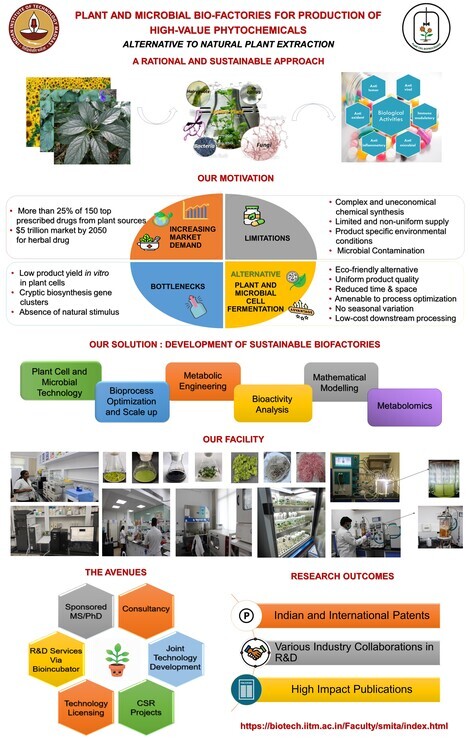 PLANT AND MICROBIAL BIO-FACTORIES FOR PRODUCTION OF
HIGH-VALUE PHYTOCHEMICALS
ALTERNATIVE TO NATURAL PLANT EXTRACTION
A RATIONAL AND SUSTAINABLE APPROACH
Bacteria
Fungi
Anti
tumor
Anti
viral
Anti
oxidant
Biological
Activities
Immuno
modulatory
Anti
inflammatory
Anti
microbial
OUR MOTIVATION
• More than 25% of 150 top
prescribed drugs from plant sources
• $5 trillion market by 2050
for herbal drug
INCREASING
MARKET
DEMAND
LIMITATIONS
• Complex and uneconomical
chemical synthesis
• Limited and non-uniform supply
• Product specific environmental
conditions
• Microbial Contamination
• Low product yield in vitro
in plant cells
• Cryptic biosynthesis gene
clusters
• Absence of natural stimulus
BOTTLENECKS
ALTERNATIVE
PLANT AND
MICROBIAL
CELL
FERMENTATION
• Eco-friendly alternative
• Uniform product quality
• Reduced time & space
• Amenable to process optimization
• No seasonal variation
• Low-cost downstream processing
OUR SOLUTION : DEVELOPMENT OF SUSTAINABLE BIOFACTORIES
Plant Cell and
Microbial
Technology
Bioprocess
Optimization
and Scale up
Metabolic
Engineering
Bioactivity
Analysis
Mathematical
Modelling
Metabolomics
OUR FACILITY
THE AVENUES
Sponsored
MS/PhD
Consultancy
R&D Services
Via
Bioincubator
Joint
Technology
Development
Technology
Licensing
CSR
Projects
RESEARCH OUTCOMES
P
Indian and International Patents
Various Industry Collaborations in
R&D
High Impact Publications
https://biotech.iitm.ac.in/Faculty/smita/index.html